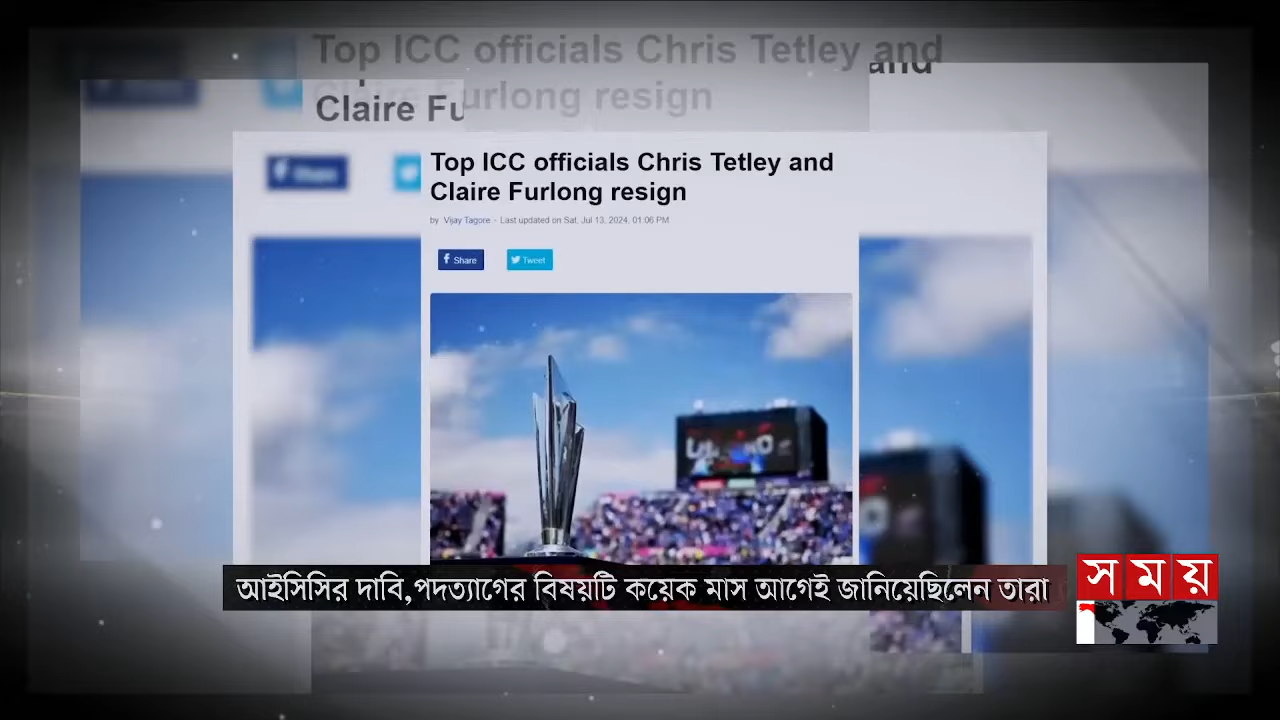 Top ICC officials Chris Tetley and
Claire Furlong resign
Top ICC officials Chris Tetley and
Claire Furlong resign
by Vijay Tagore - Last updated on Sat, Jul 13, 2024, 01:06 PM
Share
Share
Tweet
আইসিসির দাবি,পদত্যাগের বিষয়টি কয়েক মাস আগেই জানিয়েছিলেন তারা
সময়